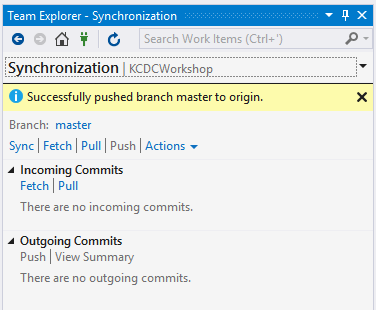 Team Explorer - Synchronization
Search Work Items (Ctrl+')
Synchronization | KCDCWorkshop
Successfully pushed branch master to origin.
Branch: master
Sync | Fetch | Pull | Push | Actions
Incoming Commits
Fetch | Pull
There are no incoming commits.
Outgoing Commits
Push | View Summary
There are no outgoing commits.